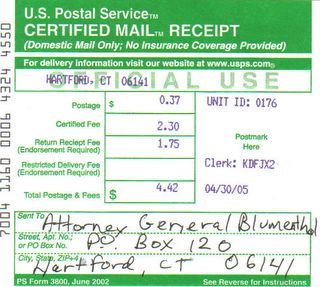 U.S. Postal Service™
CERTIFIED MAIL™ RECEIPT
(Domestic Mail Only; No Insurance Coverage Provided)
For delivery information visit our website at www.usps.com®
OFFICIAL USE
HARTFORD, CT 06141
Postage $ 0.37 UNIT ID: 0176
Certified Fee 2.30
Postmark
Here
Return Reciept Fee
(Endorsement Required) 1.75
Restricted Delivery Fee
(Endorsement Required)
Clerk: KDFJX2
Total Postage & Fees $ 4.42 04/30/05
7004 1160 0006 4324 4550
Sent To Attorney General Blumenthal
Street, Apt. No.;
or PO Box No. P.O. Box 120
City, State, ZIP+4 Hartford, CT 06141
PS Form 3800, June 2002 See Reverse for Instructions